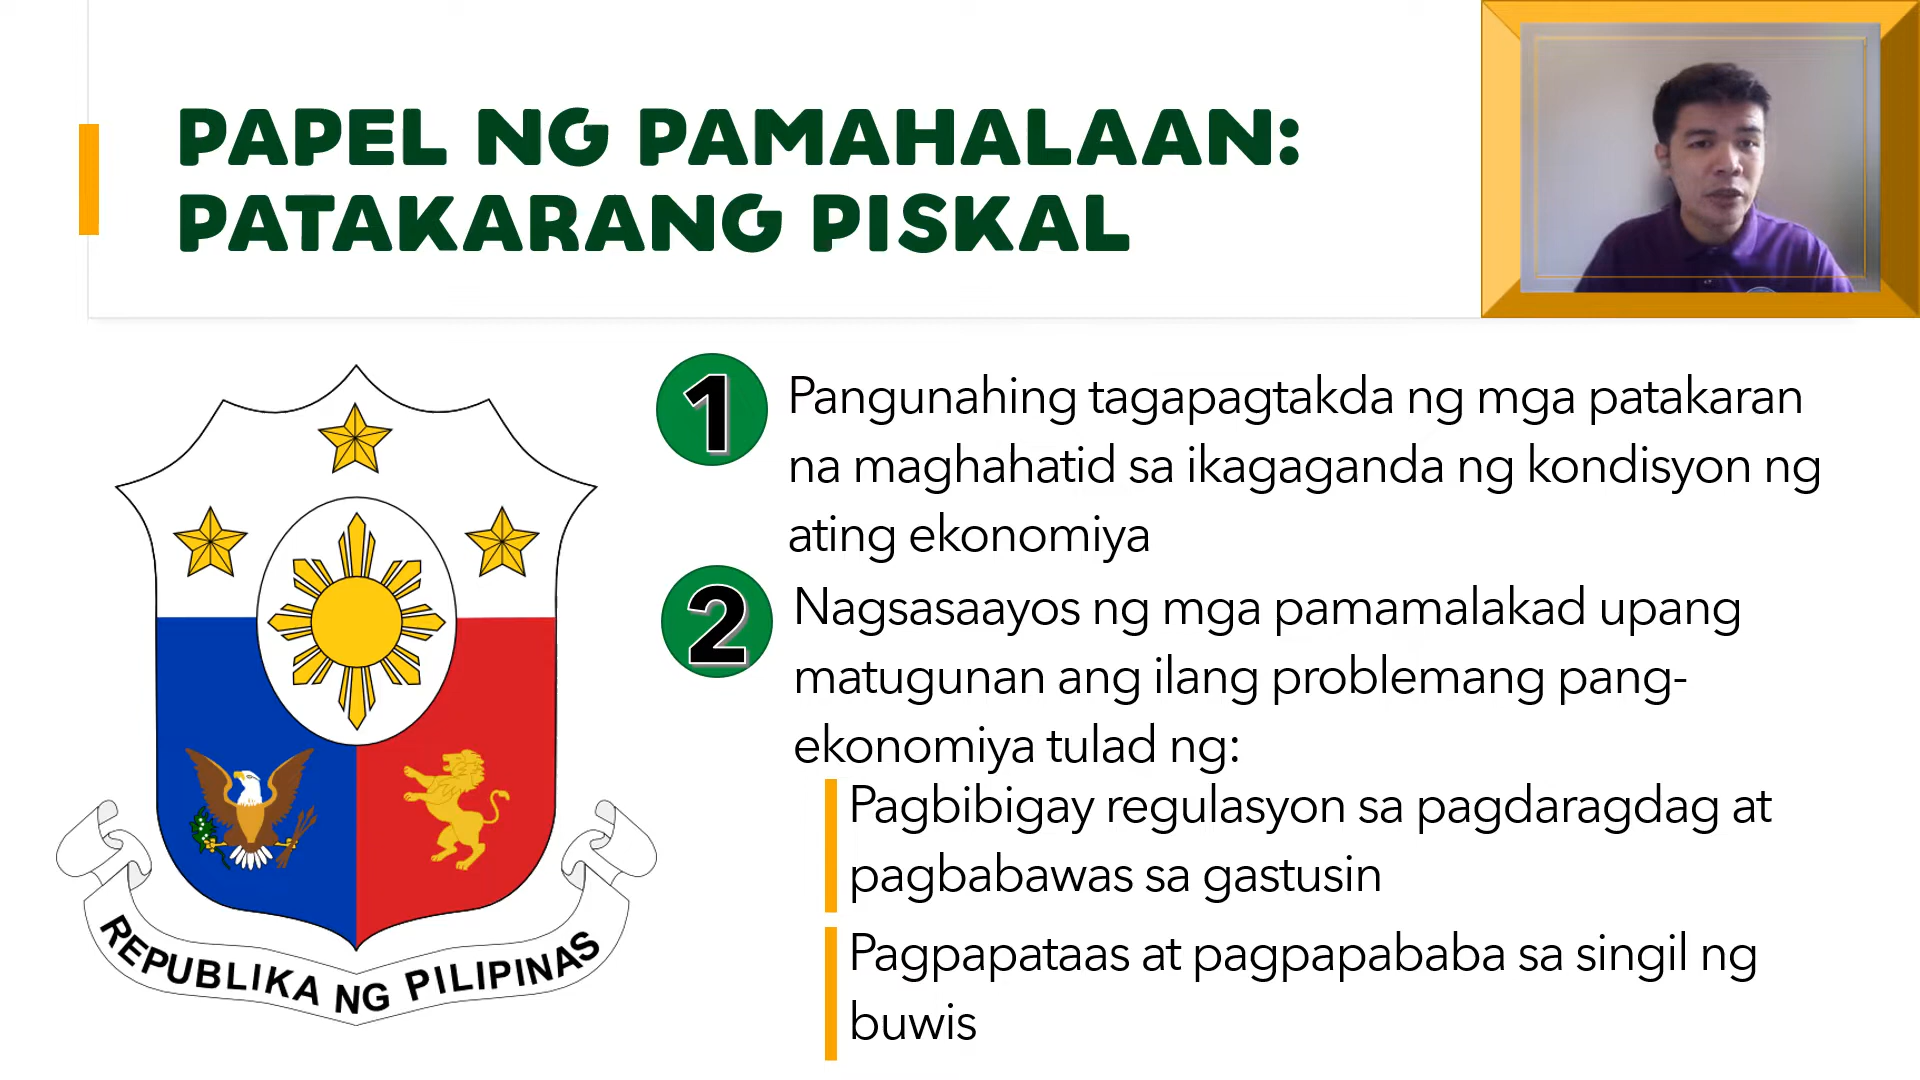 PAPEL NG PAMAHALAAN:
PATAKARANG PISKAL
1
Pangunahing tagapagtakda ng mga patakaran
na maghahatid sa ikagaganda ng kondisyon ng
ating ekonomiya
2
Nagsasaayos ng mga pamamalakad upang
matugunan ang ilang problemang pang-
ekonomiya tulad ng:
Pagbibigay regulasyon sa pagdaragdag at
pagbabawas sa gastusin
Pagpapataas at pagpapababa sa singil ng
buwis
REPUBLIKA NG PILIPINAS